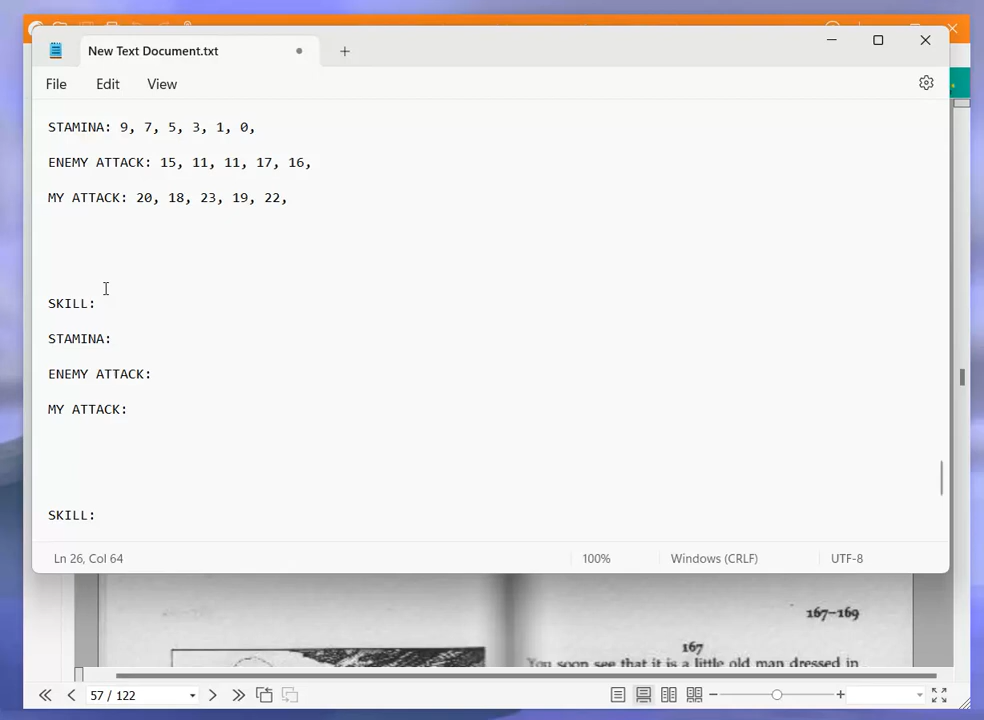 New Text Document.txt
File Edit View
STAMINA: 9, 7, 5, 3, 1, 0,
ENEMY ATTACK: 15, 11, 11, 17, 16,
MY ATTACK: 20, 18, 23, 19, 22,
SKILL:
STAMINA:
ENEMY ATTACK:
MY ATTACK:
SKILL:
Ln 26, Col 64 100% Windows (CRLF) UTF-8
167–169
167
You soon see that it is a little old man dressed in
57 / 122